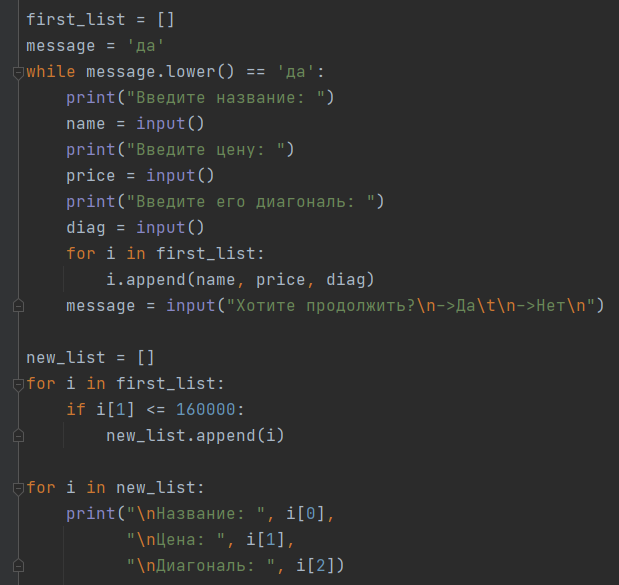 first_list = []
message = 'да'
while message.lower() == 'да':
    print("Введите название: ")
    name = input()
    print("Введите цену: ")
    price = input()
    print("Введите его диагональ: ")
    diag = input()
    for i in first_list:
        i.append(name, price, diag)
    message = input("Хотите продолжить?\n->Да\t\n->Нет\n")

new_list = []
for i in first_list:
    if i[1] <= 160000:
        new_list.append(i)

for i in new_list:
    print("\nНазвание: ", i[0],
          "\nЦена: ", i[1],
          "\nДиагональ: ", i[2])